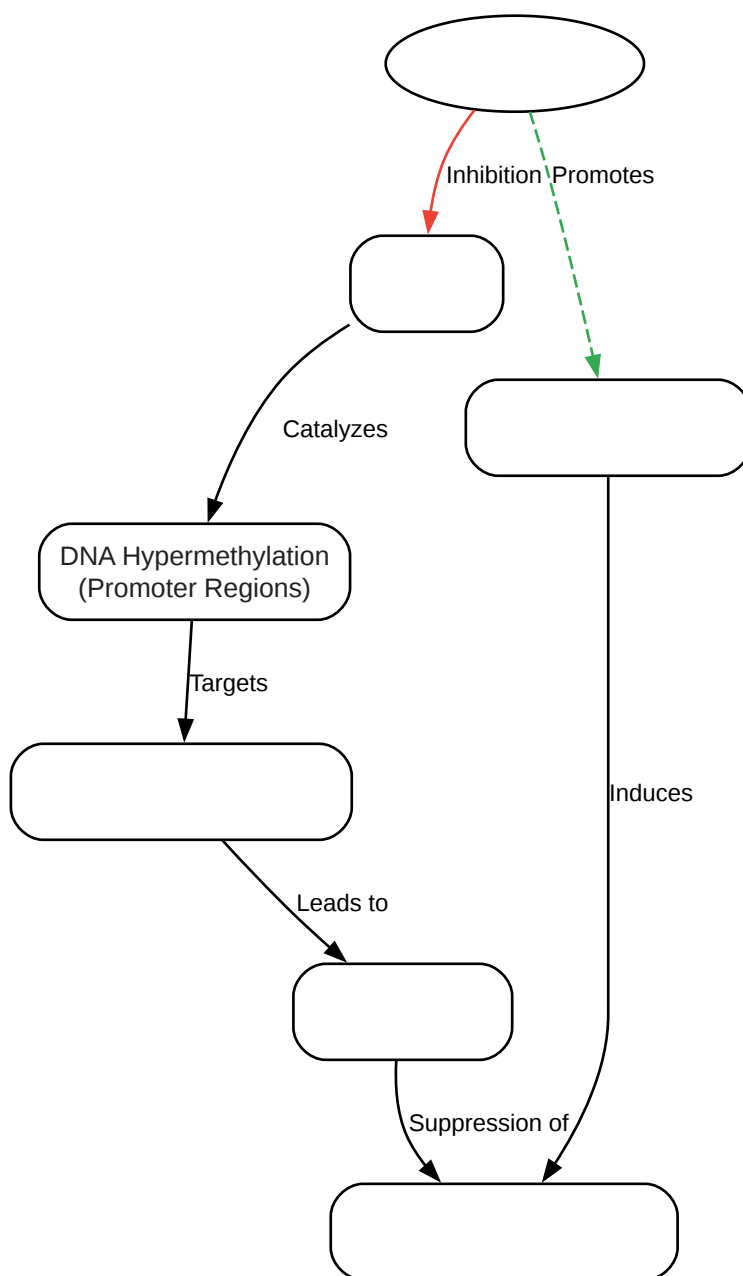 Inhibition
Promotes
Catalyzes
DNA Hypermethylation
(Promoter Regions)
Targets
Induces
Leads to
Suppression of